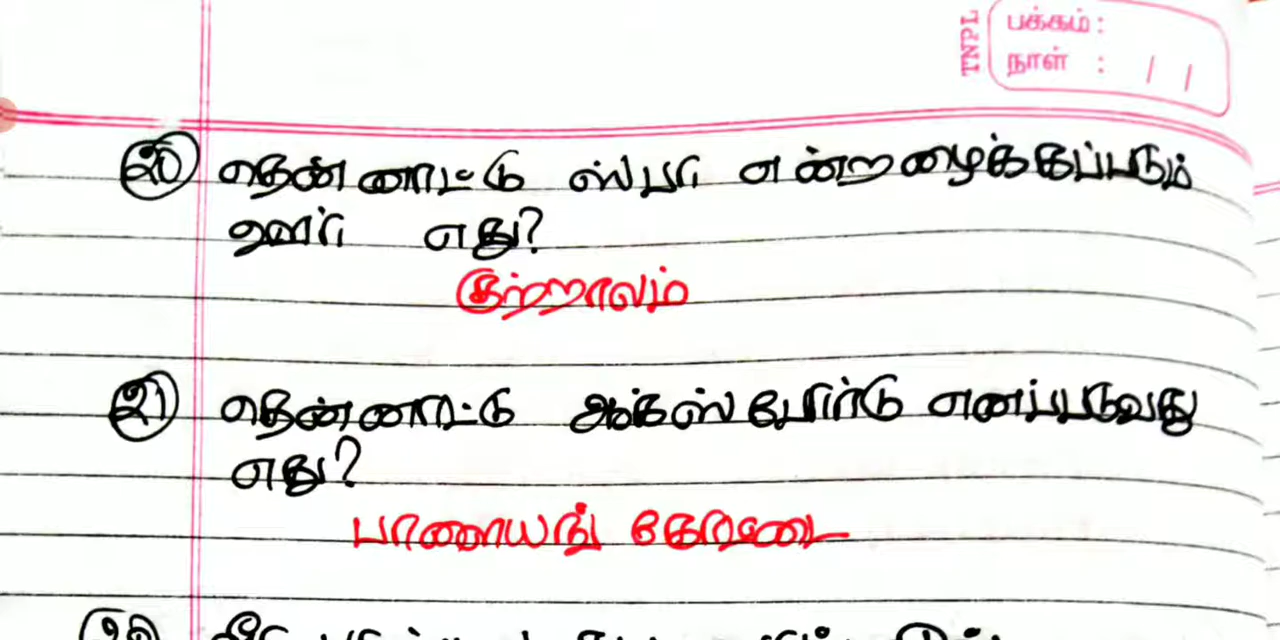 TNPL
பக்கம் :
நாள் : / /
20 தென்னாட்டு ஸ்பா என்றழைக்கப்படும்
ஊர் எது?
குற்றாலம்
21 தென்னாட்டு ஆக்ஸ்போர்டு எனப்படுவது
எது?
பாளையங் கோட்டை